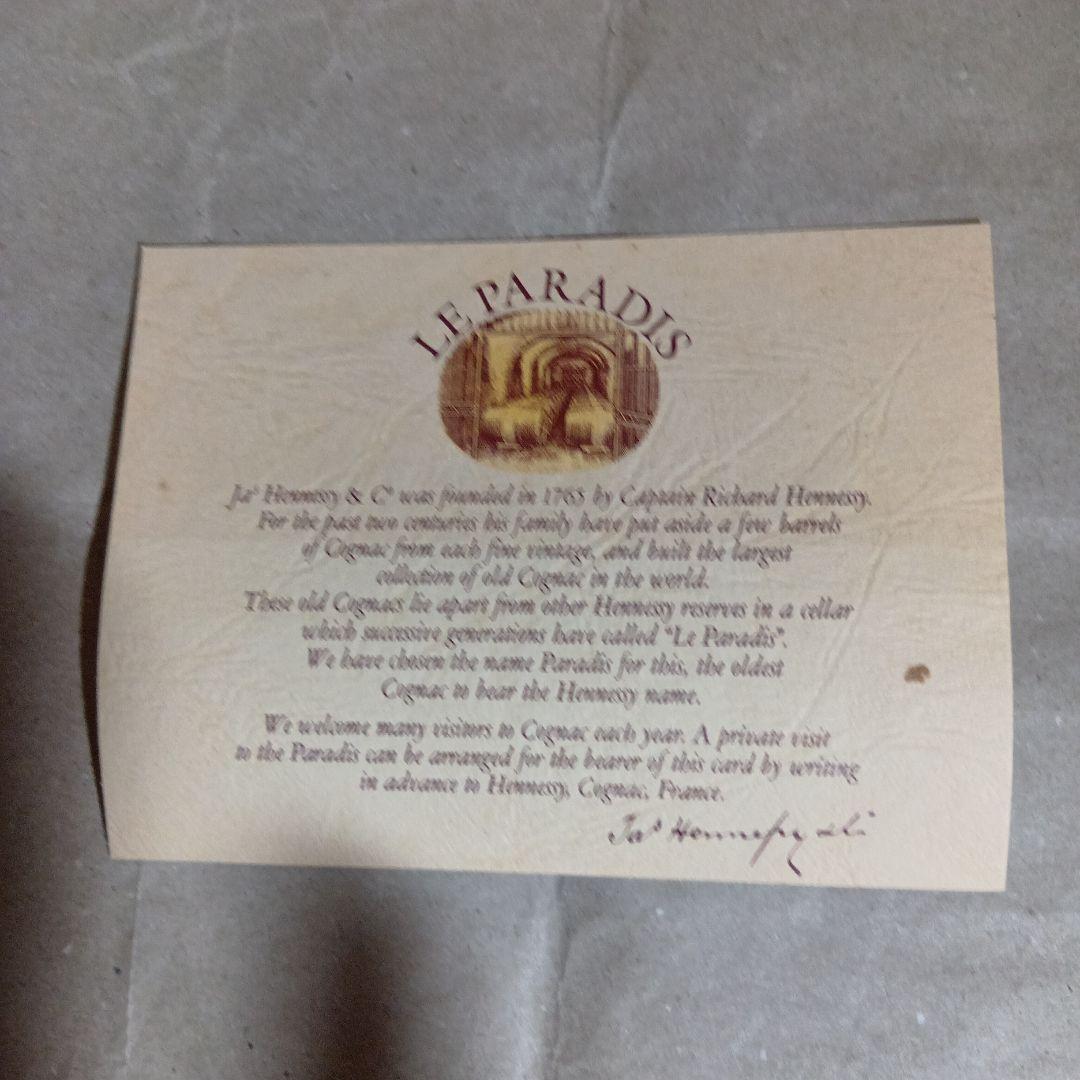 LE PARADIS
Jaˢ Hennessy & Cᵒ was founded in 1765 by Captain Richard Hennessy.
For the past two centuries his family have put aside a few barrels
of Cognac from each fine vintage, and built the largest
collection of old Cognac in the world.
These old Cognacs lie apart from other Hennessy reserves in a cellar
which successive generations have called "Le Paradis".
We have chosen the name Paradis for this, the oldest
Cognac to bear the Hennessy name.
We welcome many visitors to Cognac each year. A private visit
to the Paradis can be arranged for the bearer of this card by writing
in advance to Hennessy, Cognac, France.
Jaˢ Hennessy & Cᵒ